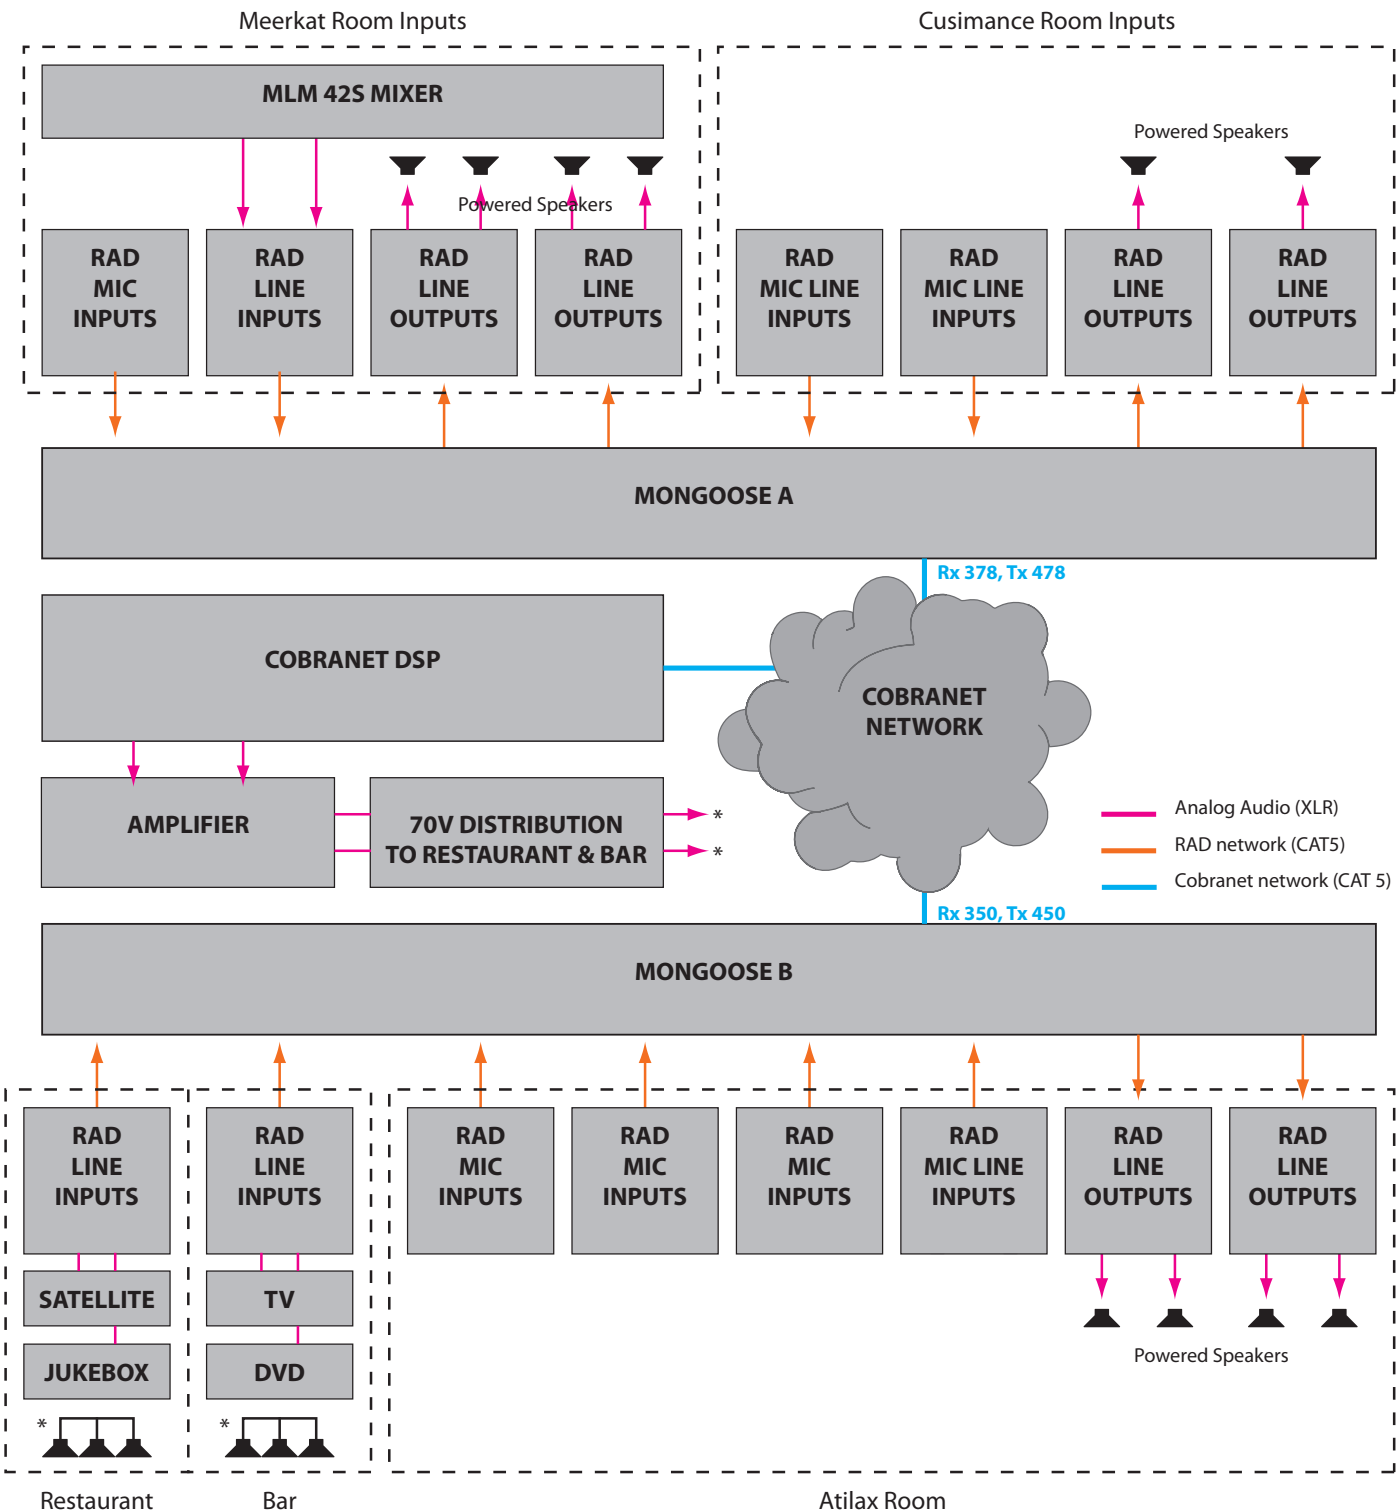 Meerkat Room Inputs
Cusimance Room Inputs
MLM 42S MIXER
Powered Speakers
Powered Speakers
RAD
MIC
INPUTS
RAD
LINE
INPUTS
RAD
LINE
OUTPUTS
RAD
LINE
OUTPUTS
RAD
MIC LINE
INPUTS
RAD
MIC LINE
INPUTS
RAD
LINE
OUTPUTS
RAD
LINE
OUTPUTS
MONGOOSE A
Rx 378, Tx 478
COBRANET DSP
COBRANET
NETWORK
AMPLIFIER
70V DISTRIBUTION
TO RESTAURANT & BAR
*
*
Analog Audio (XLR)
RAD network (CAT5)
Cobranet network (CAT 5)
Rx 350, Tx 450
MONGOOSE B
RAD
LINE
INPUTS
RAD
LINE
INPUTS
RAD
MIC
INPUTS
RAD
MIC
INPUTS
RAD
MIC
INPUTS
RAD
MIC LINE
INPUTS
RAD
LINE
OUTPUTS
RAD
LINE
OUTPUTS
SATELLITE
TV
JUKEBOX
DVD
Powered Speakers
*
*
Restaurant
Bar
Atilax Room